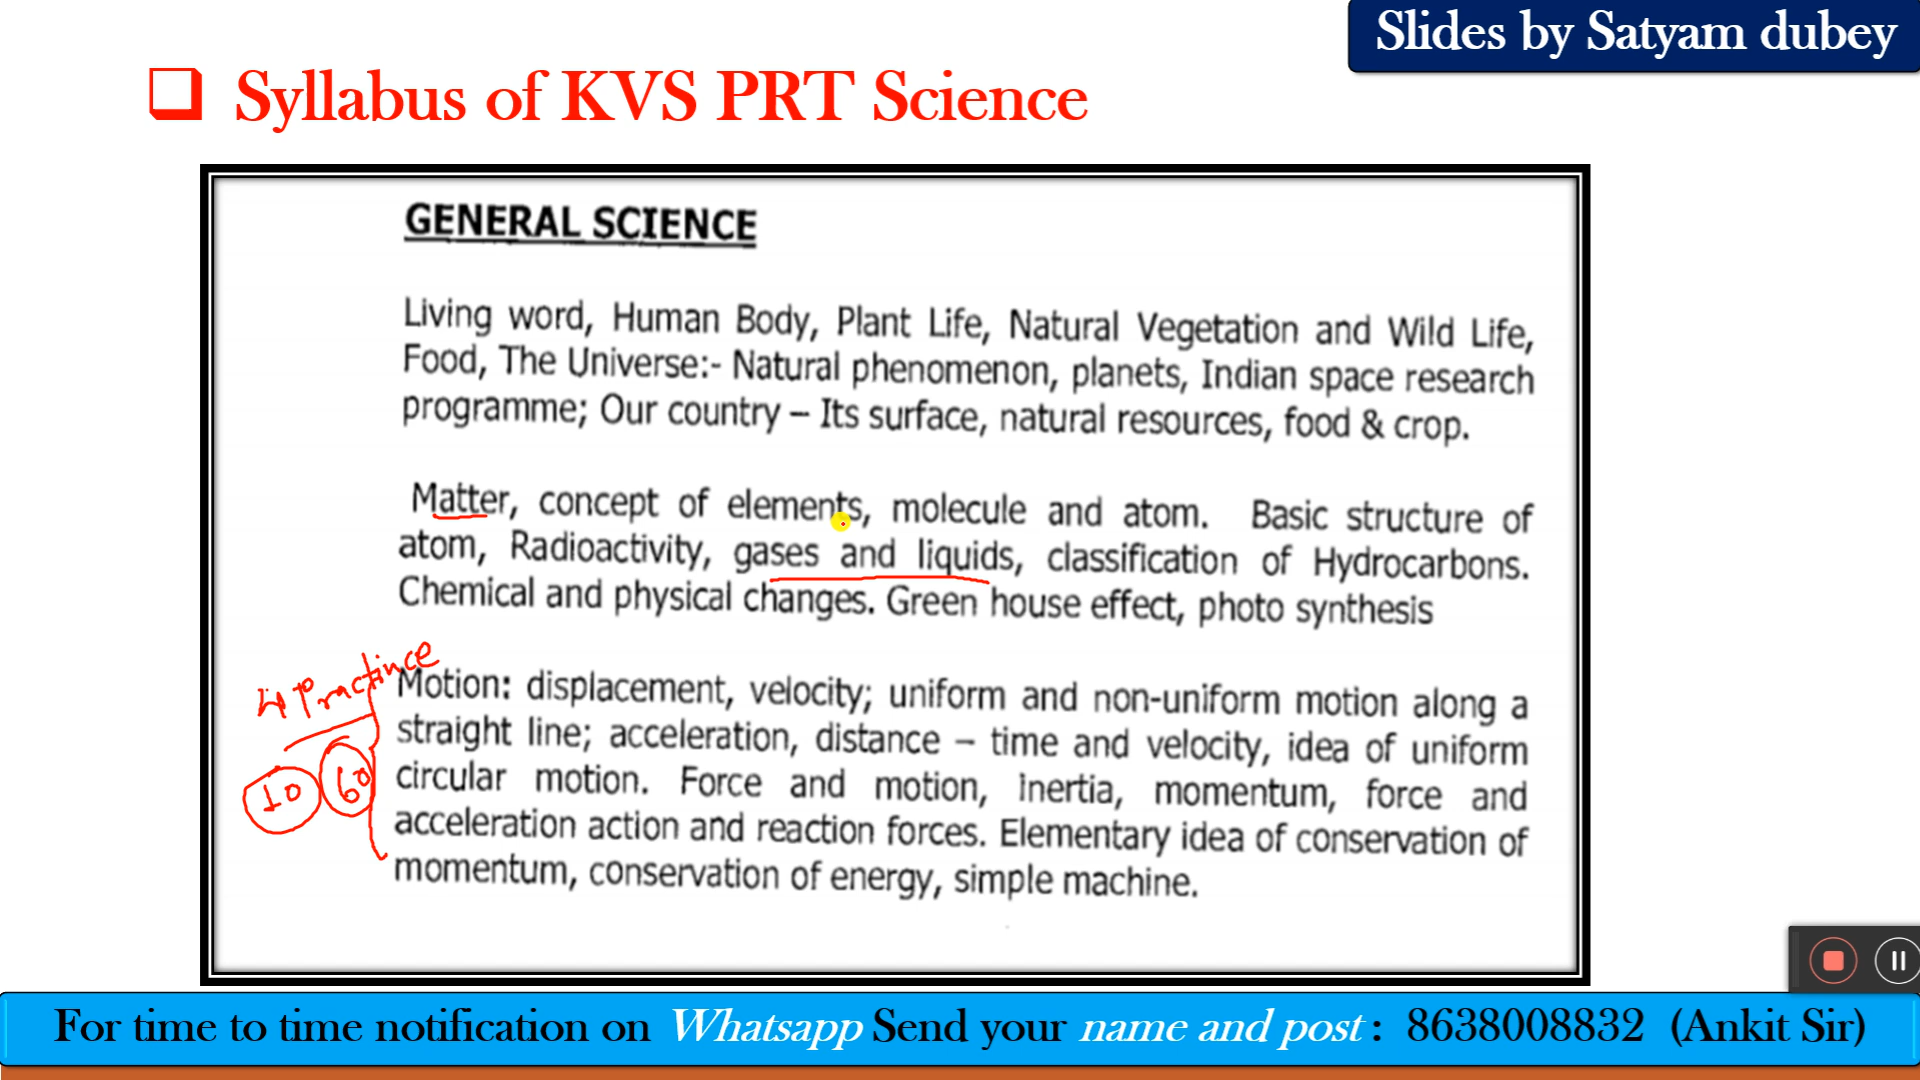 Slides by Satyam dubey
Syllabus of KVS PRT Science
GENERAL SCIENCE
Living word, Human Body, Plant Life, Natural Vegetation and Wild Life,
Food, The Universe:- Natural phenomenon, planets, Indian space research
programme; Our country – Its surface, natural resources, food & crop.
Matter, concept of elements, molecule and atom. Basic structure of
atom, Radioactivity, gases and liquids, classification of Hydrocarbons.
Chemical and physical changes. Green house effect, photo synthesis
Practince
10 60
Motion: displacement, velocity; uniform and non-uniform motion along a
straight line; acceleration, distance – time and velocity, idea of uniform
circular motion. Force and motion, inertia, momentum, force and
acceleration action and reaction forces. Elementary idea of conservation of
momentum, conservation of energy, simple machine.
For time to time notification on Whatsapp Send your name and post : 8638008832 (Ankit Sir)